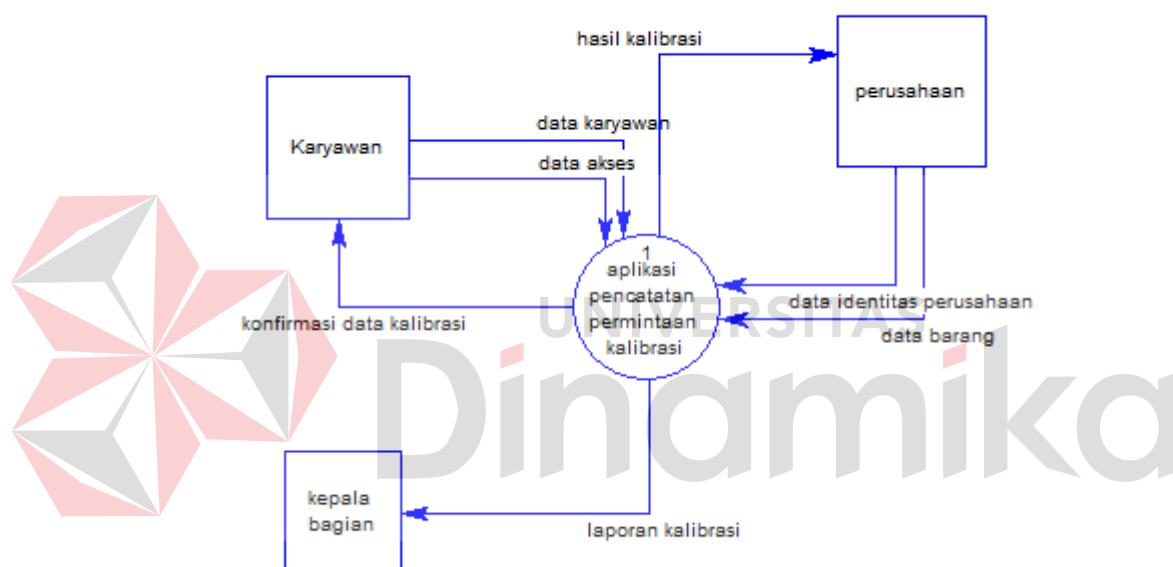 hasil kalibrasi
perusahaan
Karyawan
data karyawan
data akses
1
aplikasi
pencatatan
permintaan
kalibrasi
UNIVERSITAS
Dinamika
data identitas perusahaan
data barang
konfirmasi data kalibrasi
kepala
bagian
laporan kalibrasi